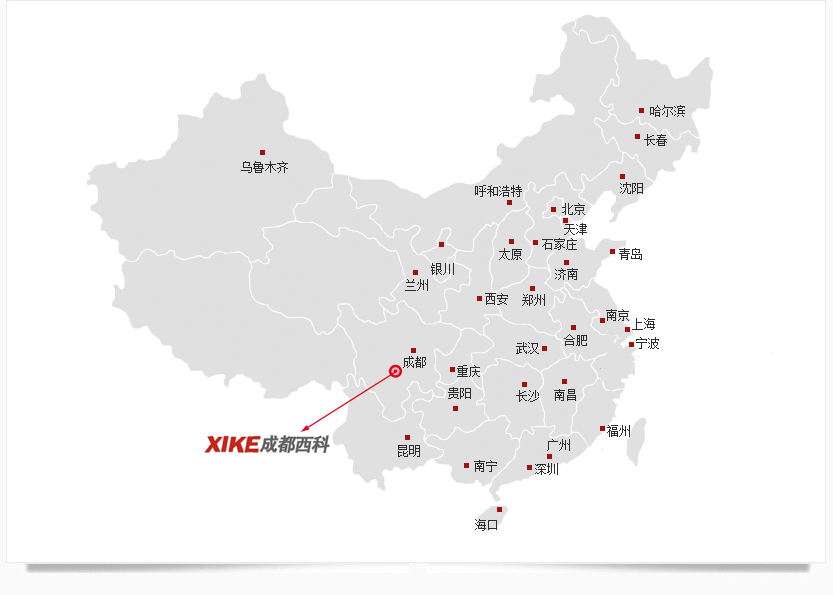 哈尔滨
长春
乌鲁木齐
沈阳
呼和浩特
北京
天津
石家庄
太原
青岛
银川
济南
兰州
西安
郑州
南京
上海
合肥
宁波
武汉
成都
重庆
贵阳
长沙
南昌
福州
XIKE成都西科
广州
昆明
南宁
深圳
海口